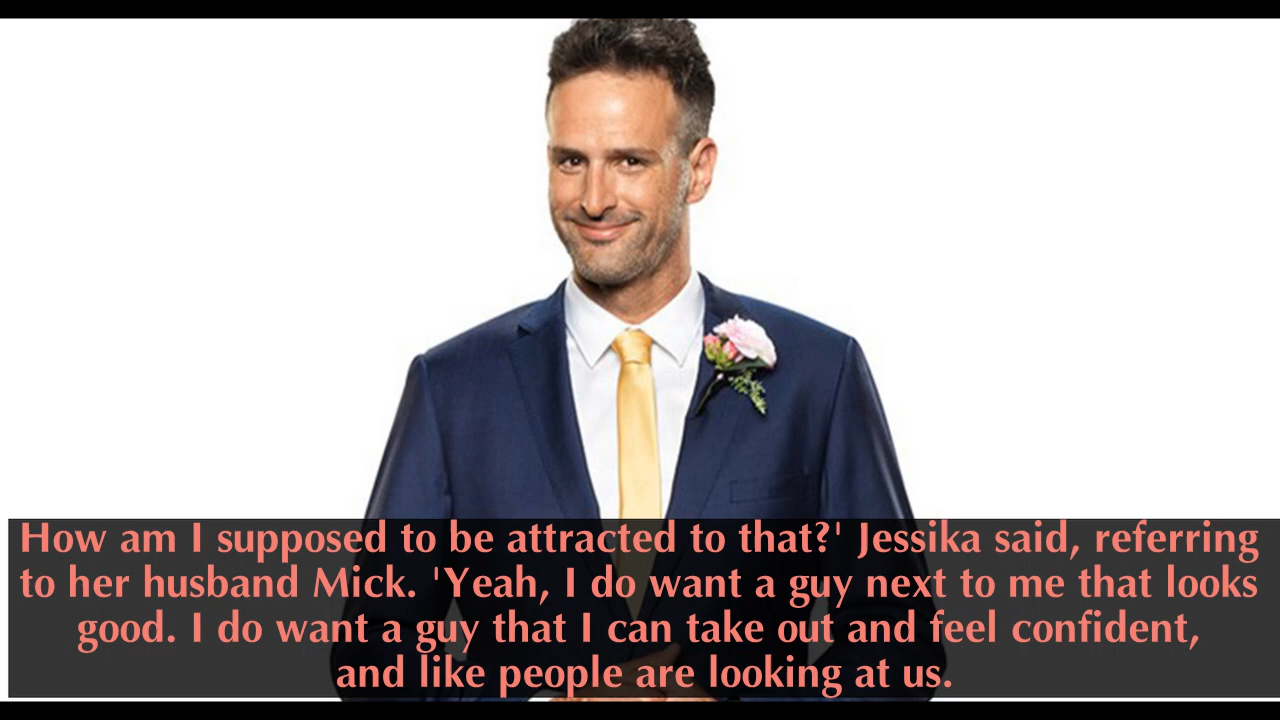 How am I supposed to be attracted to that?' Jessika said, referring
to her husband Mick. 'Yeah, I do want a guy next to me that looks
good. I do want a guy that I can take out and feel confident,
and like people are looking at us.